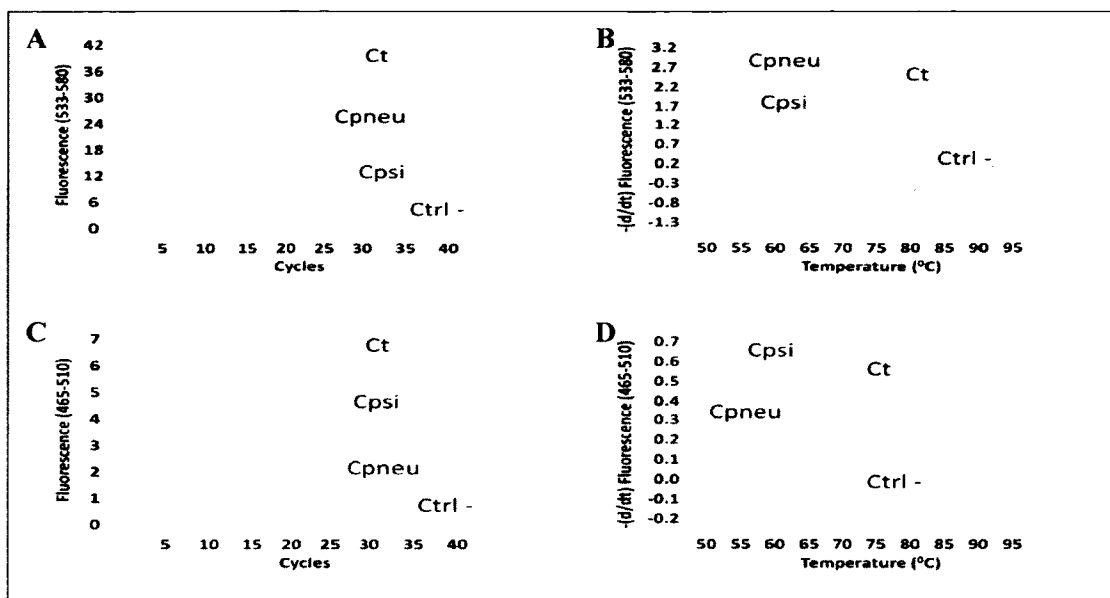 A
Fluorescence (533-580)
42
36
30
24
18
12
6
0
Ct
Cpneu
Cpsi
Ctrl -
5 10 15 20 25 30 35 40
Cycles
B
-(d/dt) Fluorescence (533-580)
3.2
2.7
2.2
1.7
1.2
0.7
0.2
-0.3
-0.8
-1.3
Cpneu
Ct
Cpsi
Ctrl -
50 55 60 65 70 75 80 85 90 95
Temperature (ºC)
C
Fluorescence (465-510)
7
6
5
4
3
2
1
0
Ct
Cpsi
Cpneu
Ctrl -
5 10 15 20 25 30 35 40
Cycles
D
-(d/dt) Fluorescence (465-510)
0.7
0.6
0.5
0.4
0.3
0.2
0.1
0.0
-0.1
-0.2
Cpsi
Ct
Cpneu
Ctrl -
50 55 60 65 70 75 80 85 90 95
Temperature (ºC)